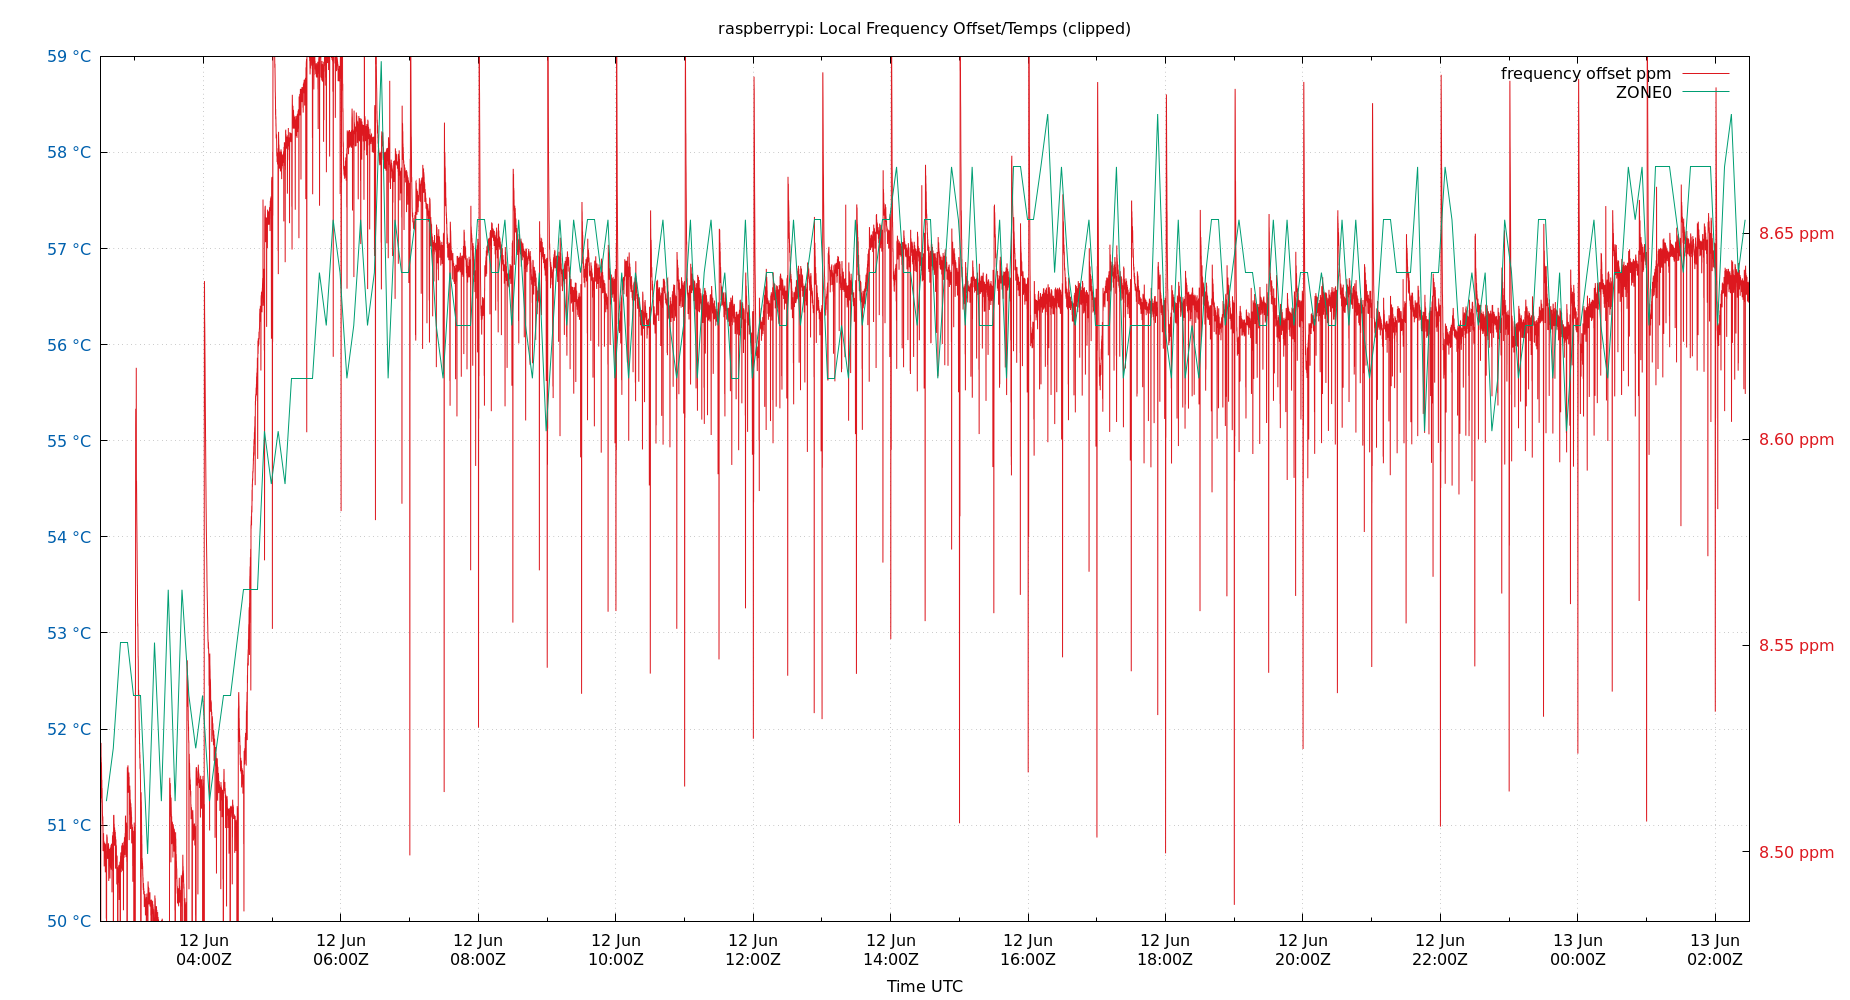 raspberrypi: Local Frequency Offset/Temps (clipped)
59 °C
58 °C
57 °C
56 °C
55 °C
54 °C
53 °C
52 °C
51 °C
50 °C
frequency offset ppm
ZONE0
8.65 ppm
8.60 ppm
8.55 ppm
8.50 ppm
12 Jun 12 Jun 12 Jun 12 Jun 12 Jun 12 Jun 12 Jun 12 Jun 12 Jun 12 Jun 13 Jun 13 Jun
04:00Z 06:00Z 08:00Z 10:00Z 12:00Z 14:00Z 16:00Z 18:00Z 20:00Z 22:00Z 00:00Z 02:00Z
Time UTC